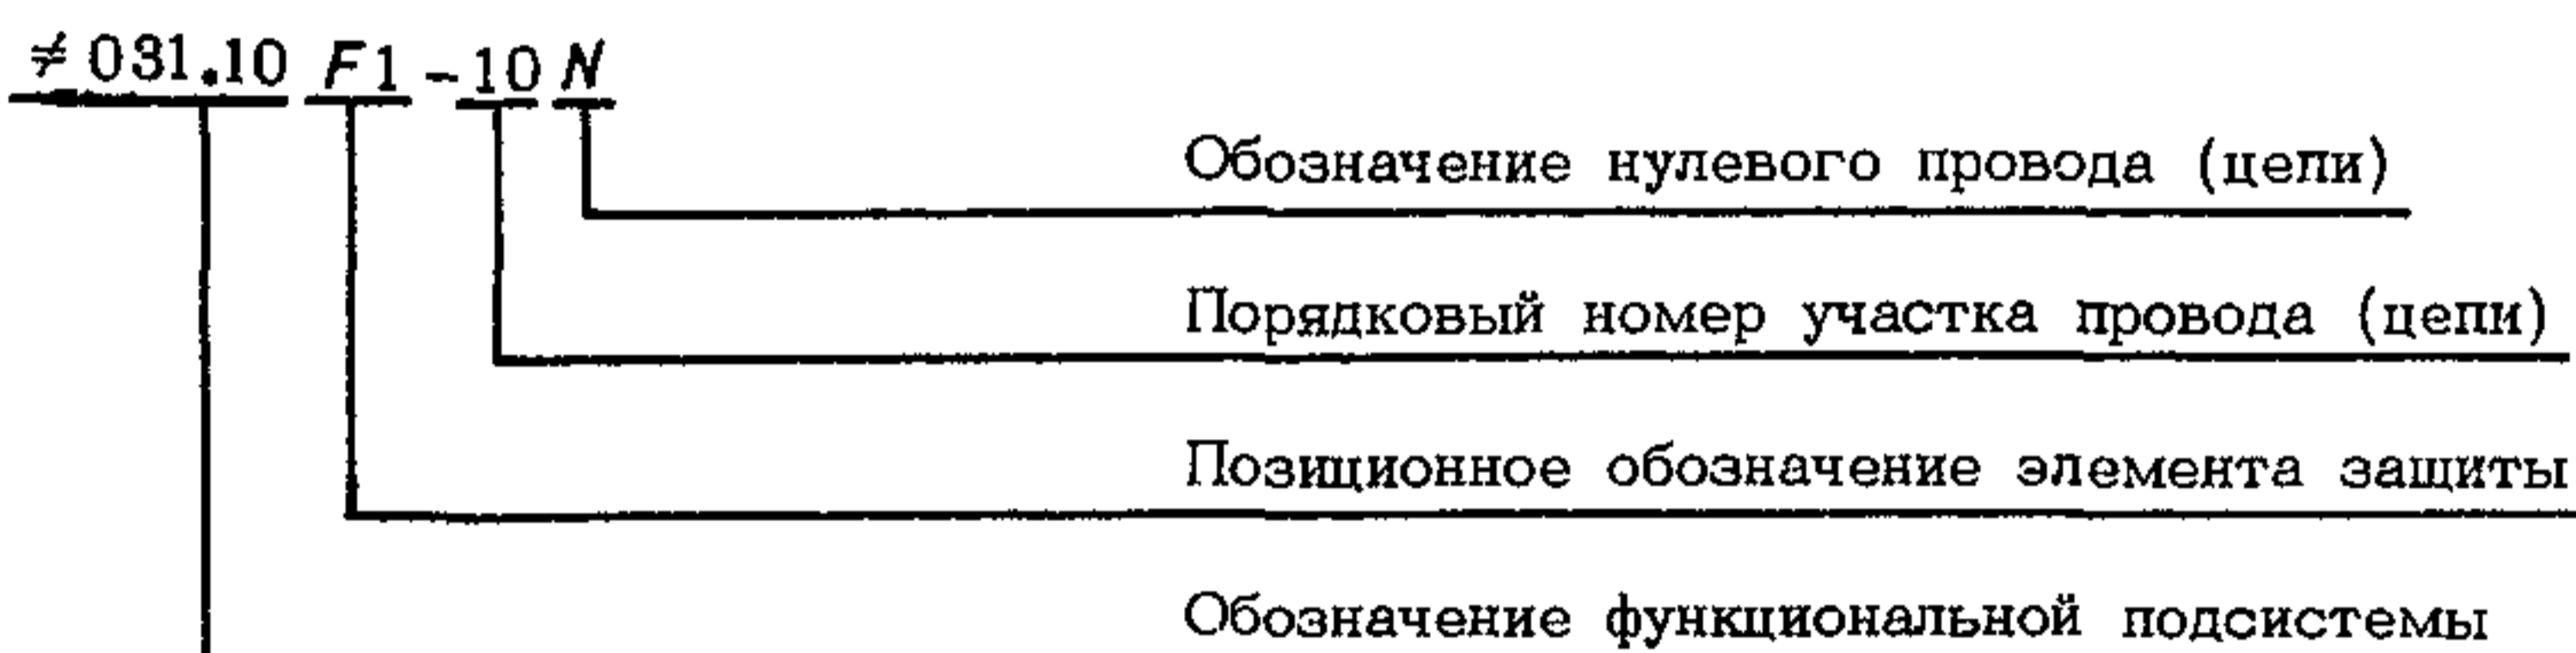 ≠ 031.10 F1-10 N
Обозначение нулевого провода (цепи)
Порядковый номер участка провода (цепи)
Позиционное обозначение элемента защиты
Обозначение функциональной подсистемы